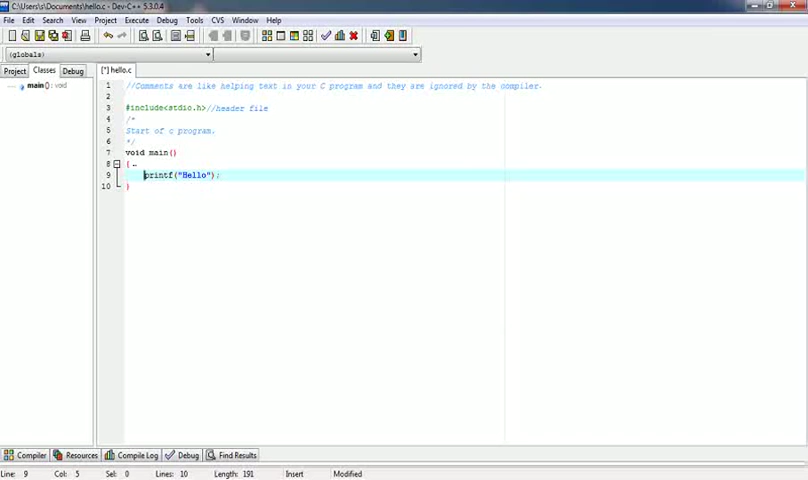 C:\Users\s\Documents\hello.c - Dev-C++ 5.3.0.4
File Edit Search View Project Execute Debug Tools CVS Window Help
(globals)
Project Classes Debug
[*] hello.c
main() : void
1 //Comments are like helping text in your C program and they are ignored by the compiler.
2
3 #include<stdio.h>//header file
4 /*
5 Start of c program.
6 */
7 void main()
8 {
9 printf("Hello");
10 }
Compiler Resources Compile Log Debug Find Results
Line: 9 Col: 5 Sel: 0 Lines: 10 Length: 191 Insert Modified